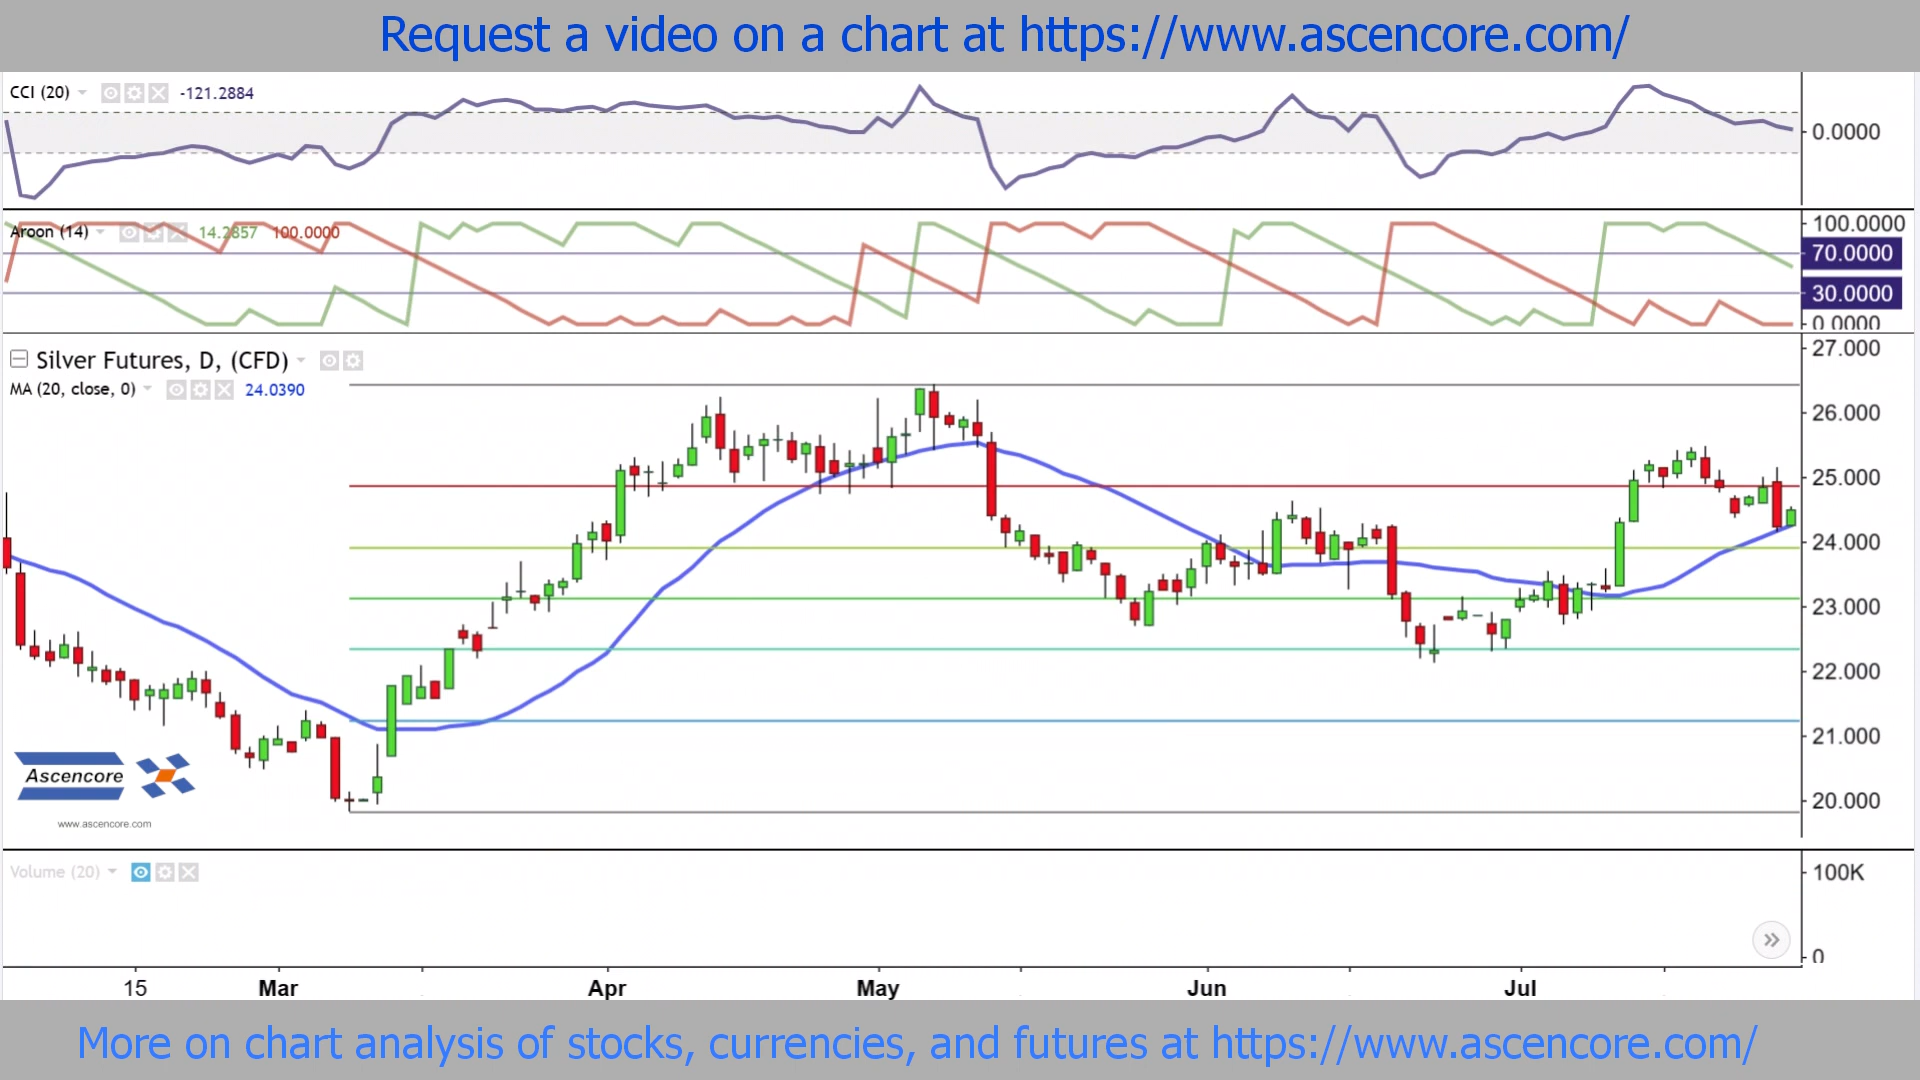 Request a video on a chart at https://www.ascencore.com/
CCI (20) -121.2884
0.0000
Aroon (14) 14.2857 100.0000
100.0000
70.0000
30.0000
0.0000
Silver Futures, D, (CFD)
MA (20, close, 0) 24.0390
27.000
26.000
25.000
24.000
23.000
22.000
21.000
20.000
Ascencore
www.ascencore.com
Volume (20)
100K
0
15 Mar Apr May Jun Jul
More on chart analysis of stocks, currencies, and futures at https://www.ascencore.com/